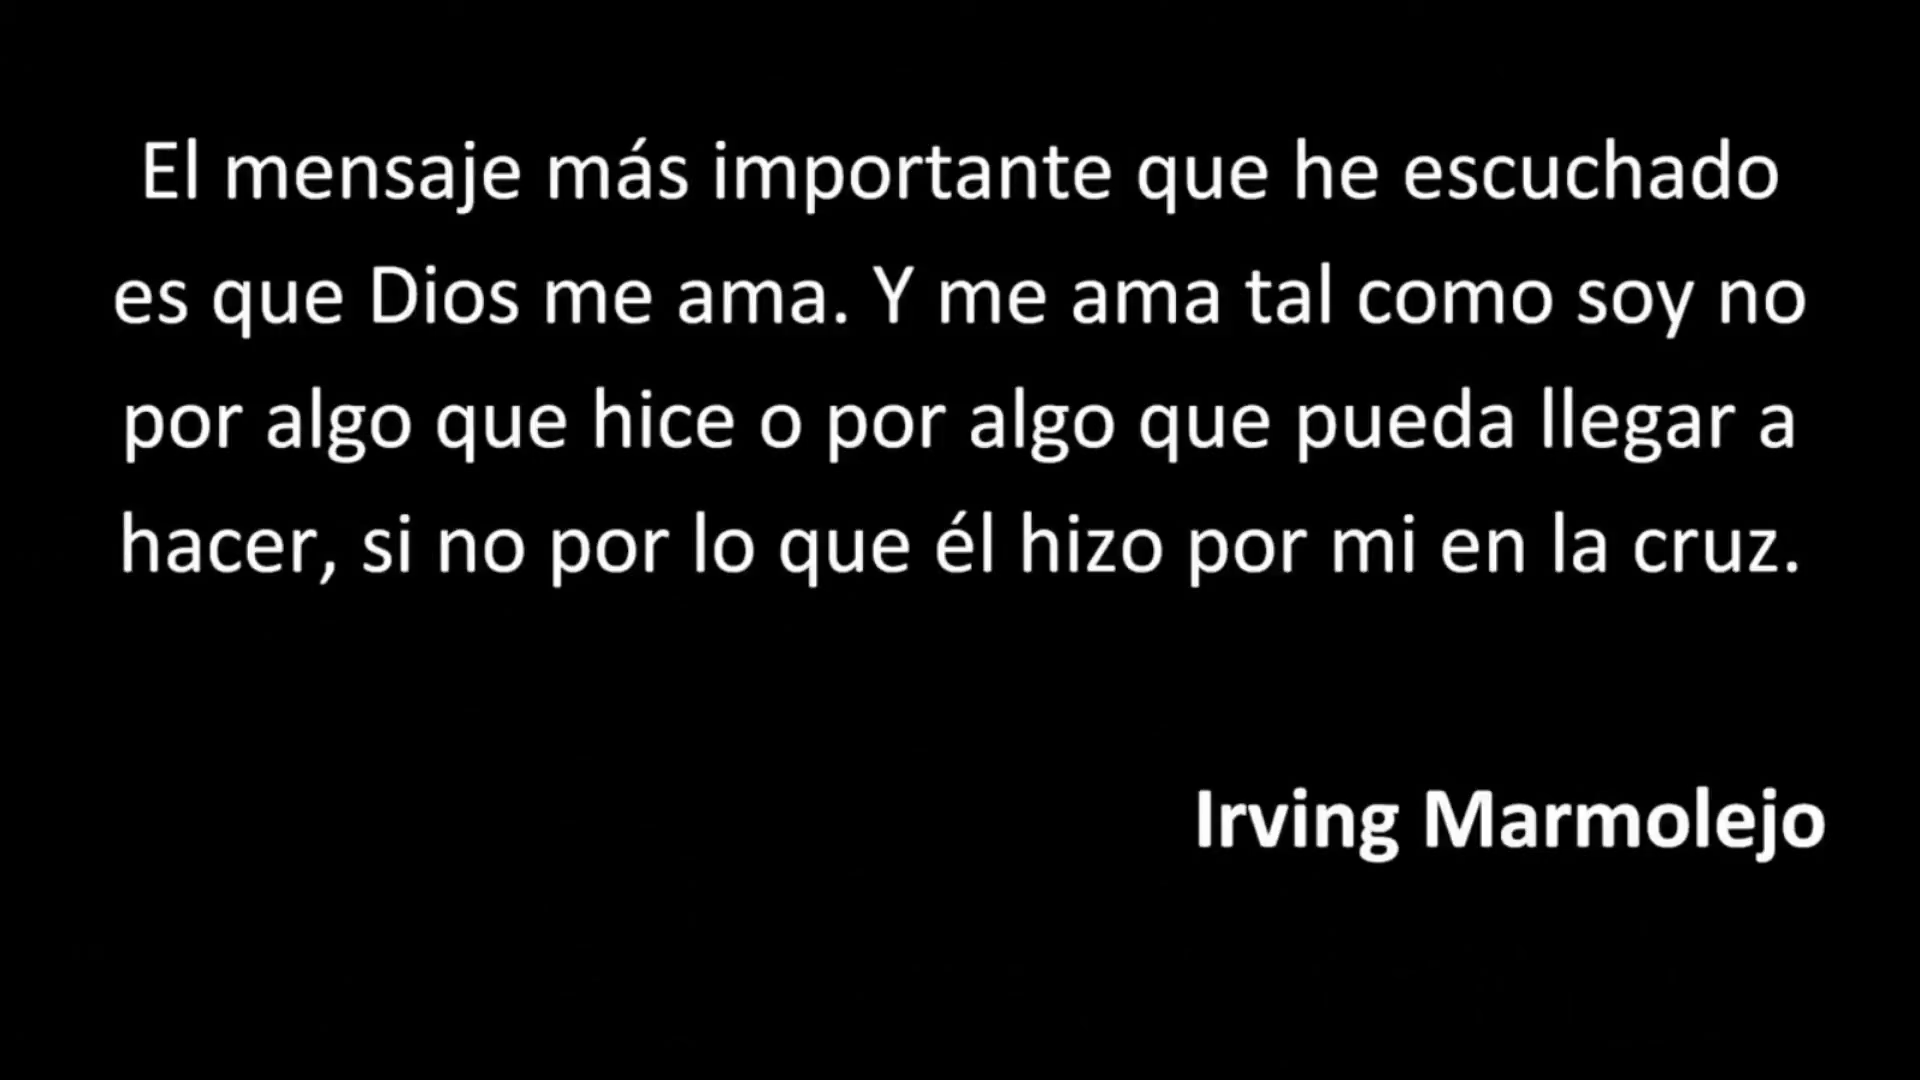 El mensaje más importante que he escuchado
es que Dios me ama. Y me ama tal como soy no
por algo que hice o por algo que pueda llegar a
hacer, si no por lo que él hizo por mi en la cruz.
Irving Marmolejo